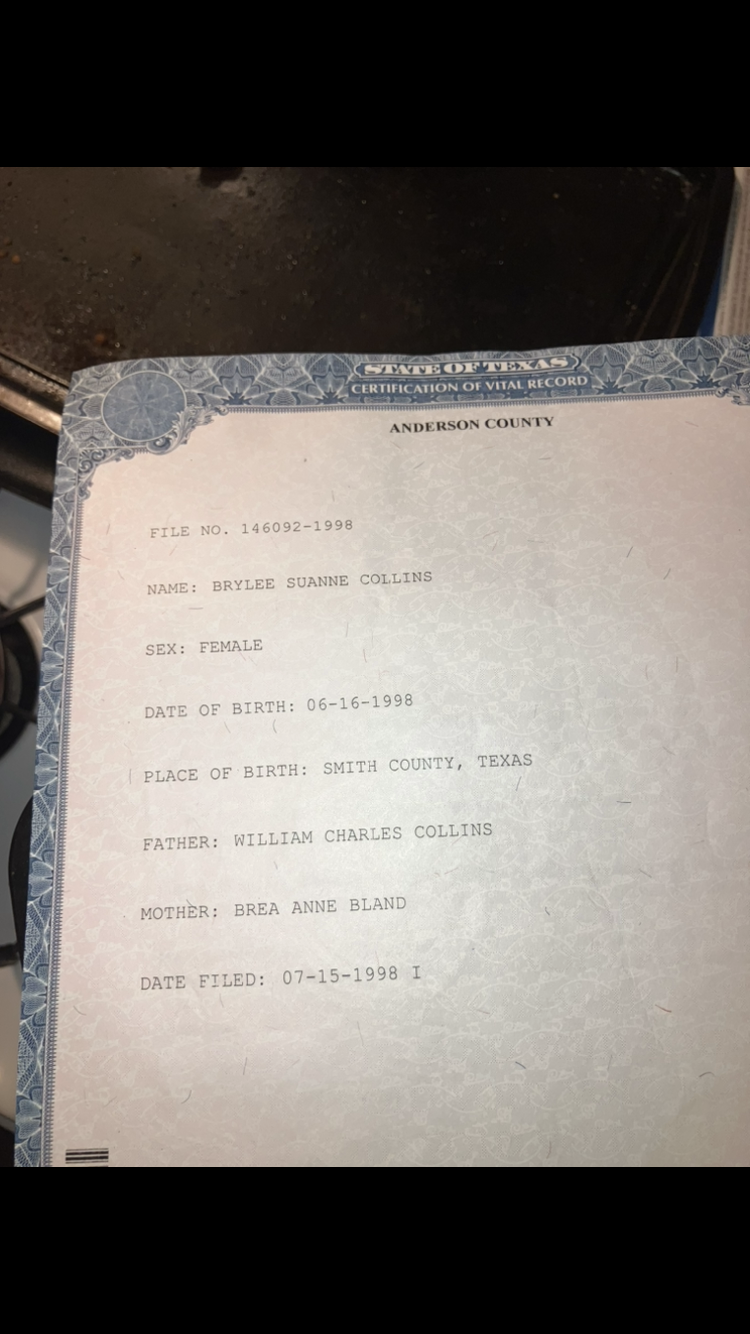 STATE OF TEXAS
CERTIFICATION OF VITAL RECORD
ANDERSON COUNTY
FILE NO. 146092-1998
NAME: BRYLEE SUANNE COLLINS
SEX: FEMALE
DATE OF BIRTH: 06-16-1998
PLACE OF BIRTH: SMITH COUNTY, TEXAS
FATHER: WILLIAM CHARLES COLLINS
MOTHER: BREA ANNE BLAND
DATE FILED: 07-15-1998 I